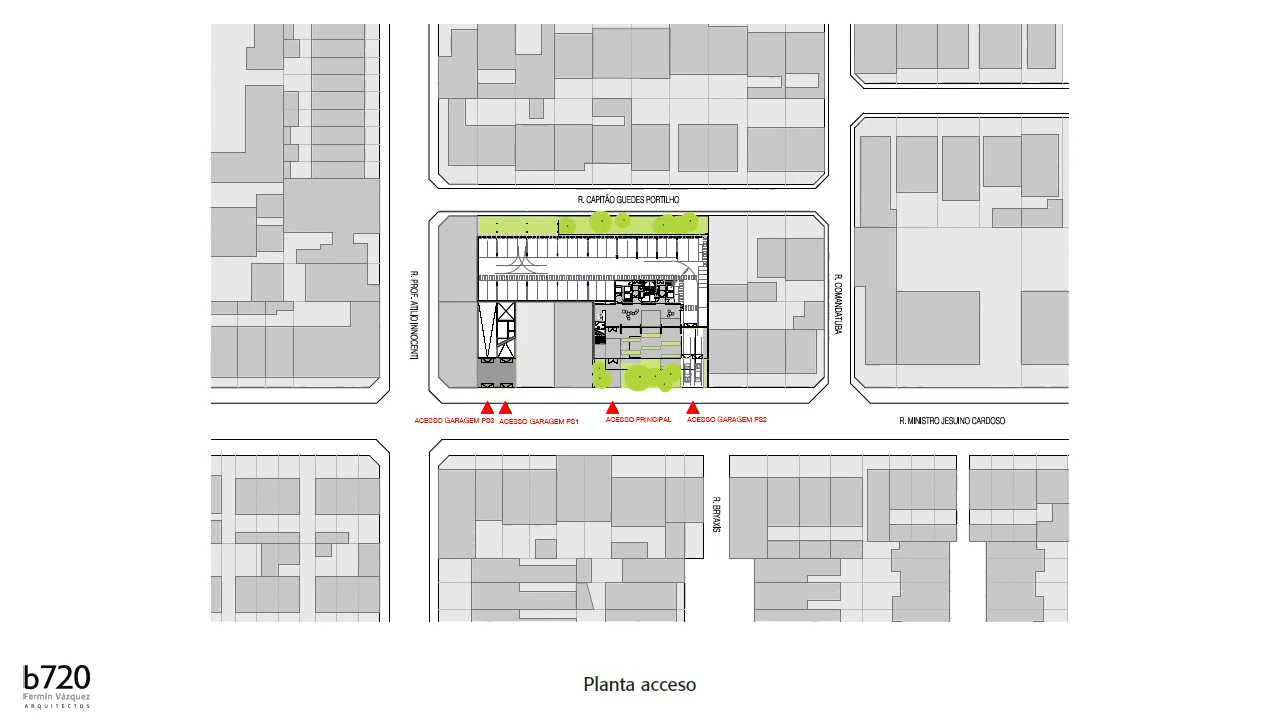 R. CAPITÃO GUEDES PORTILHO
R. PROF. ATILIO INNOCENTI
R. COMANDATUBA
ACESSO GARAGEM PS3
ACESSO GARAGEM PS1
ACESSO PRINCIPAL
ACESSO GARAGEM PS2
R. MINISTRO JESUINO CARDOSO
R. BRYAXIS
b720
Fermín Vázquez
ARQUITECTOS
Planta acceso